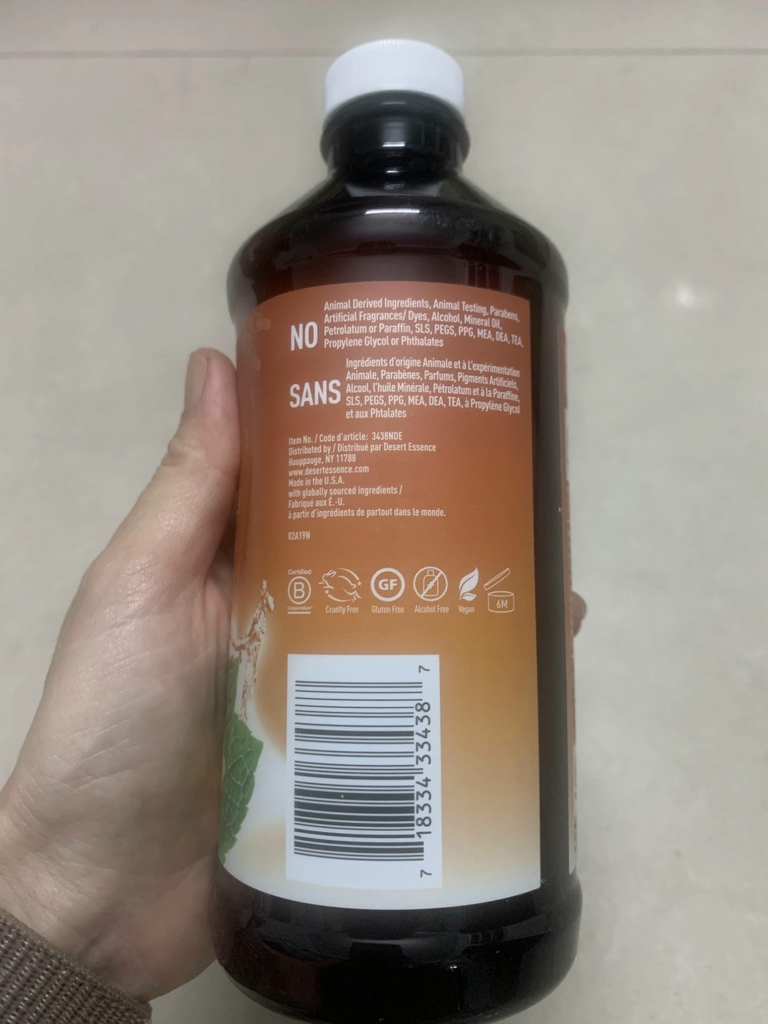 NO
Animal Derived Ingredients, Animal Testing, Parabens,
Artificial Fragrances/ Dyes, Alcohol, Mineral Oil,
Petrolatum or Paraffin, SLS, PEGS, PPG, MEA, DEA, TEA,
Propylene Glycol or Phthalates
SANS
Ingrédients d'origine Animale et à L'expérimentation
Animale, Parabènes, Parfums, Pigments Artificiels,
Alcool, l'huile Minérale, Pétrolatum et à la Paraffine,
SLS, PEGS, PPG, MEA, DEA, TEA, à Propylène Glycol
et aux Phtalates
Item No. / Code d'article: 3438NDE
Distributed by / Distribué par Desert Essence
Hauppauge, NY 11788
www.desertessence.com
Made in the U.S.A.
with globally sourced ingredients /
Fabriqué aux É.-U.
à partir d'ingrédients de partout dans le monde.
02A19N
Certified
B
Corporation
Cruelty Free
GF
Gluten Free
Alcohol Free
Vegan
6M
7 18334 33438 7